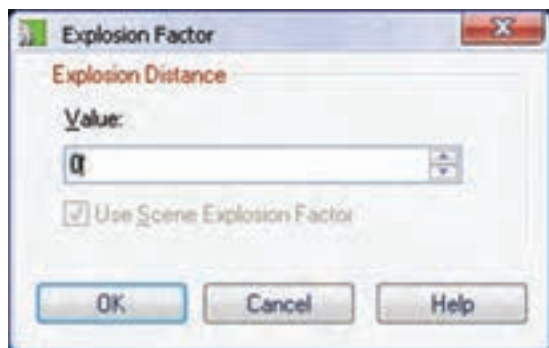 Explosion Factor
Explosion Distance
Value:
0
Use Scene Explosion Factor
OK Cancel Help